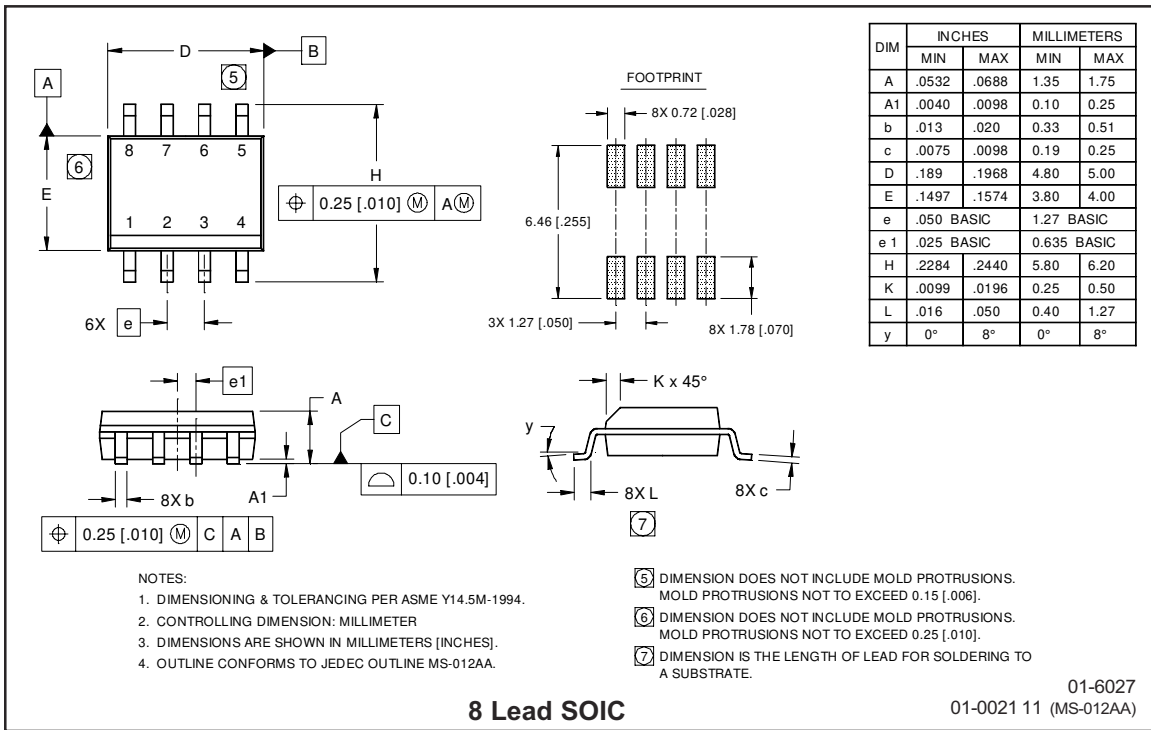 D
B
5
A
8 7 6 5
6
E
H
⌖ 0.25 [.010] Ⓜ A Ⓜ
1 2 3 4
6X e
FOOTPRINT
8X 0.72 [.028]
6.46 [.255]
3X 1.27 [.050]
8X 1.78 [.070]
DIM INCHES MILLIMETERS
MIN MAX MIN MAX
A .0532 .0688 1.35 1.75
A1 .0040 .0098 0.10 0.25
b .013 .020 0.33 0.51
c .0075 .0098 0.19 0.25
D .189 .1968 4.80 5.00
E .1497 .1574 3.80 4.00
e .050 BASIC 1.27 BASIC
e 1 .025 BASIC 0.635 BASIC
H .2284 .2440 5.80 6.20
K .0099 .0196 0.25 0.50
L .016 .050 0.40 1.27
y 0° 8° 0° 8°
e1
A
C
0.10 [.004]
8X b
A1
⌖ 0.25 [.010] Ⓜ C A B
K x 45°
y
8X L
7
8X c
NOTES:
1. DIMENSIONING & TOLERANCING PER ASME Y14.5M-1994.
2. CONTROLLING DIMENSION: MILLIMETER
3. DIMENSIONS ARE SHOWN IN MILLIMETERS [INCHES].
4. OUTLINE CONFORMS TO JEDEC OUTLINE MS-012AA.
5 DIMENSION DOES NOT INCLUDE MOLD PROTRUSIONS.
MOLD PROTRUSIONS NOT TO EXCEED 0.15 [.006].
6 DIMENSION DOES NOT INCLUDE MOLD PROTRUSIONS.
MOLD PROTRUSIONS NOT TO EXCEED 0.25 [.010].
7 DIMENSION IS THE LENGTH OF LEAD FOR SOLDERING TO
A SUBSTRATE.
8 Lead SOIC
01-6027
01-0021 11 (MS-012AA)